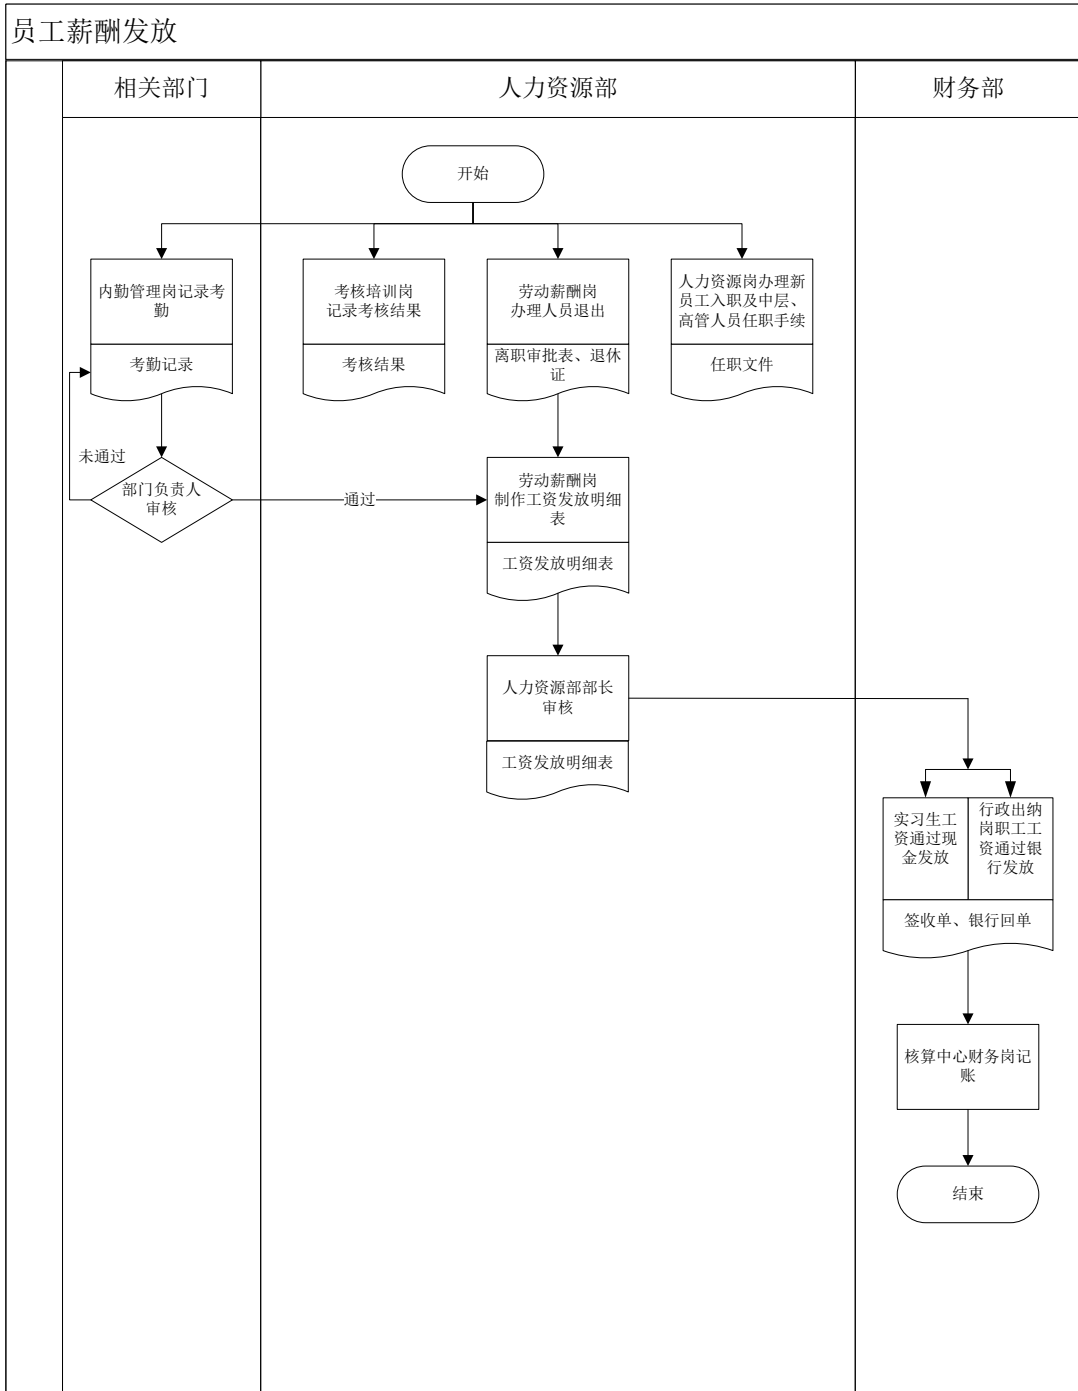 员工薪酬发放
相关部门
人力资源部
财务部
开始
内勤管理岗记录考
勤
考勤记录
考核培训岗
记录考核结果
考核结果
劳动薪酬岗
办理人员退出
离职审批表、退休
证
人力资源岗办理新
员工入职及中层、
高管人员任职手续
任职文件
未通过
部门负责人
审核
通过
劳动薪酬岗
制作工资发放明细
表
工资发放明细表
人力资源部部长
审核
工资发放明细表
实习生工
资通过现
金发放
行政出纳
岗职工工
资通过银
行发放
签收单、银行回单
核算中心财务岗记
账
结束